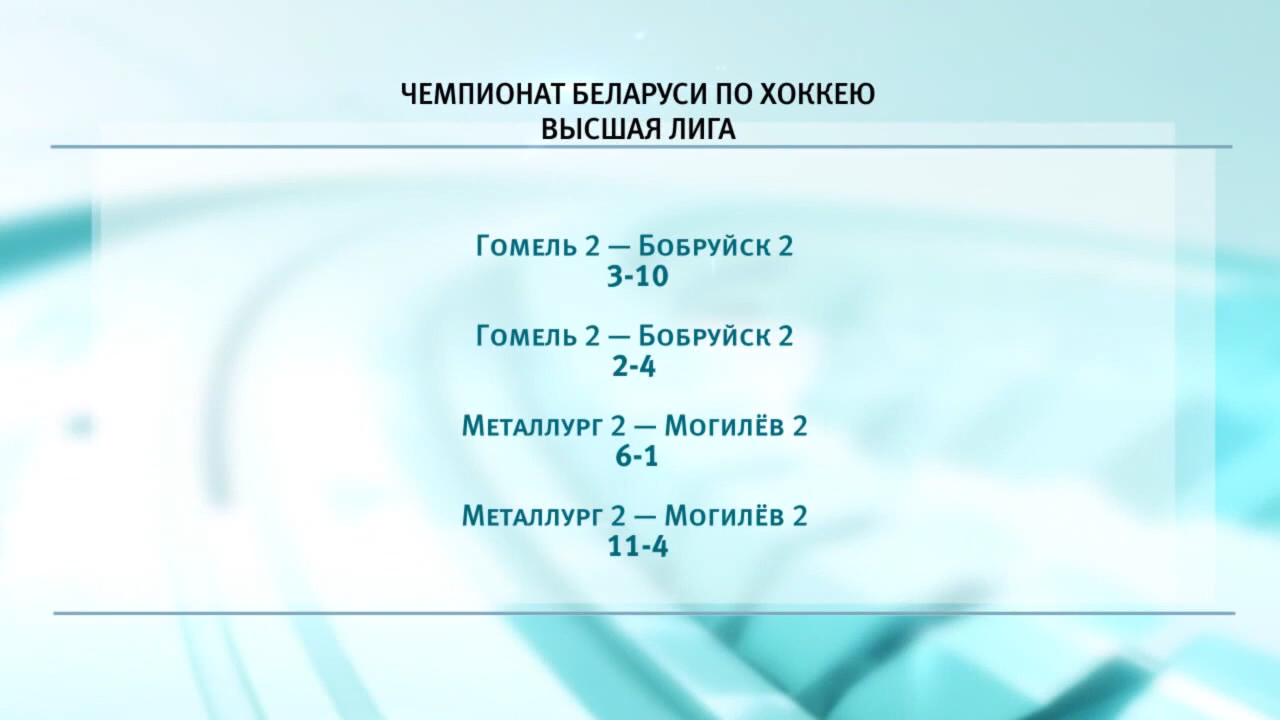 ЧЕМПИОНАТ БЕЛАРУСИ ПО ХОККЕЮ
ВЫСШАЯ ЛИГА
Гомель 2 — Бобруйск 2
3-10
Гомель 2 — Бобруйск 2
2-4
Металлург 2 — Могилёв 2
6-1
Металлург 2 — Могилёв 2
11-4